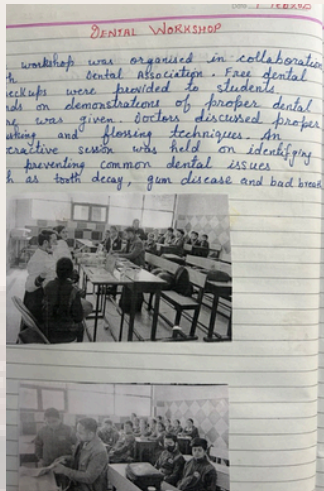 DENTAL WORKSHOP
workshop was organised in collaboration
Dental Association. Free dental
were provided to students.
on demonstrations of proper dental
was given. Doctors discussed proper
and flossing techniques. An
session was held on identifying
preventing common dental issues
as tooth decay, gum disease and bad breath